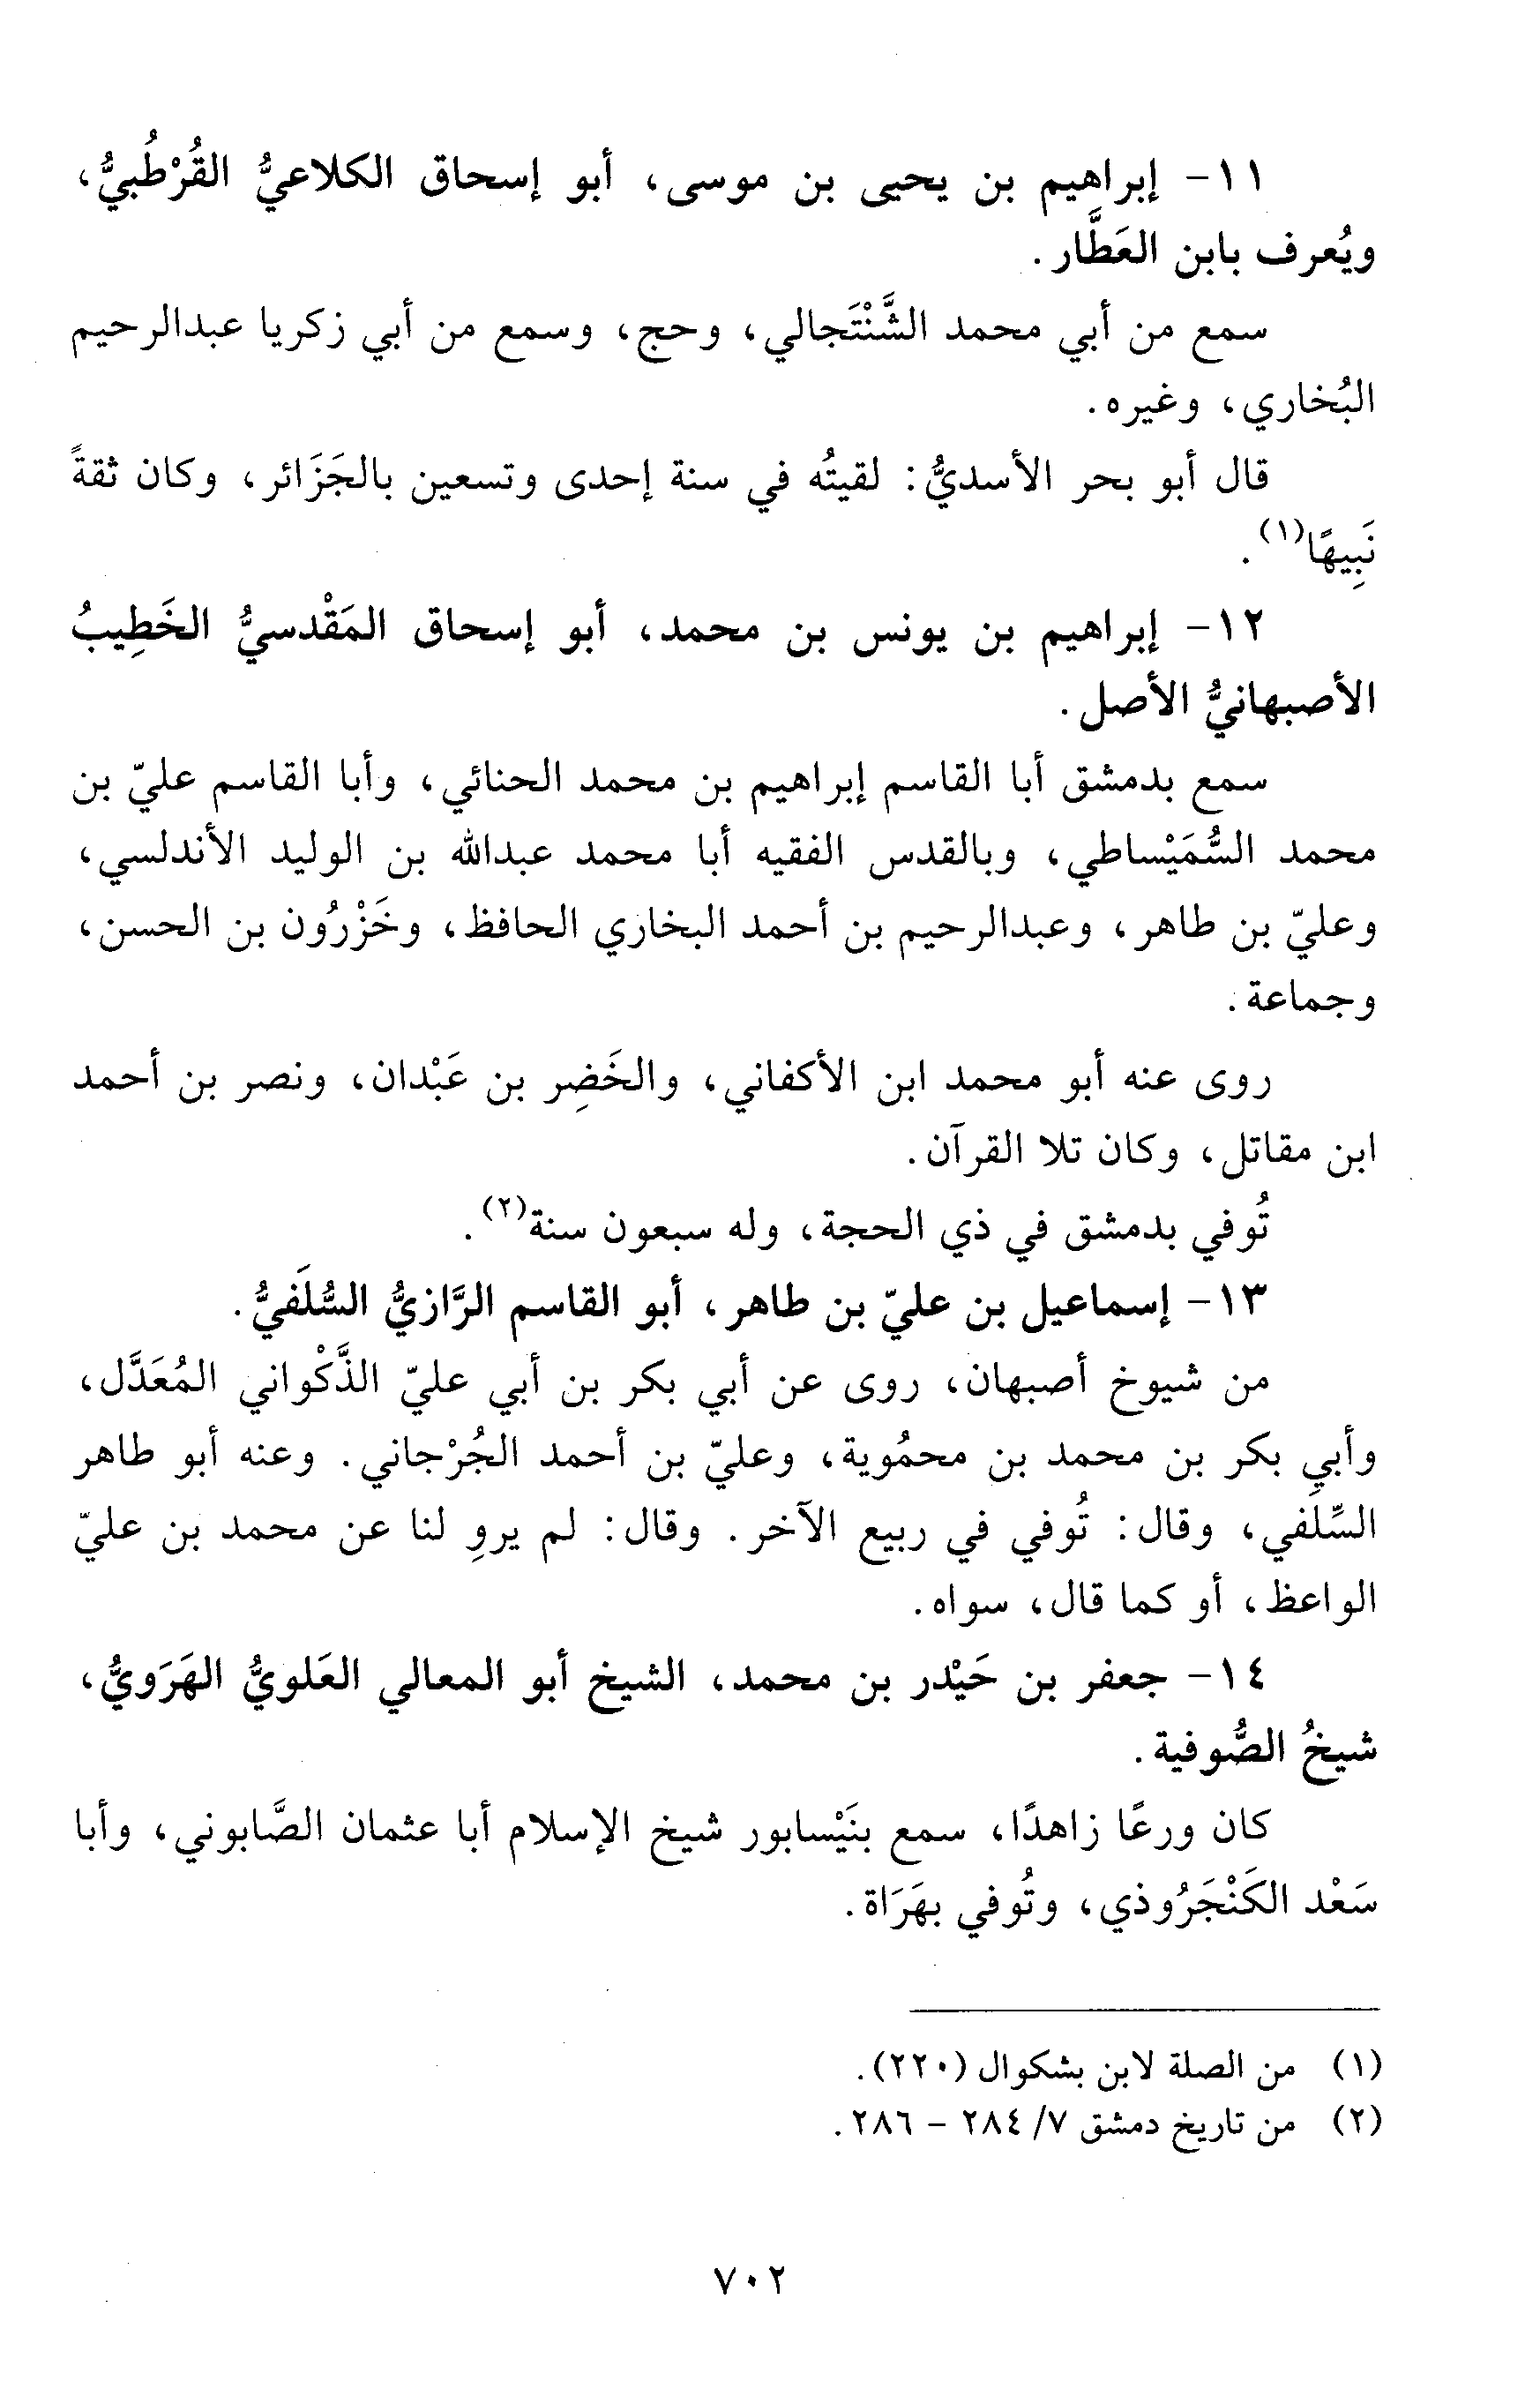 ١١- إبراهيم بن يحيى بن موسى، أبو إسحاق الكلاعيُّ القُرْطُبيُّ،
ويُعرف بابن العَطَّار.
سمع من أبي محمد الشَّنْتَجالي، وحج، وسمع من أبي زكريا عبدالرحيم
البُخاري، وغيره.
قال أبو بحر الأسديُّ: لقيتُه في سنة إحدى وتسعين بالجَزَائر، وكان ثقةً
نَبِيهًا(١).
١٢- إبراهيم بن يونس بن محمد، أبو إسحاق المَقْدسيُّ الخَطِيبُ
الأصبهانيُّ الأصل.
سمع بدمشق أبا القاسم إبراهيم بن محمد الحنائي، وأبا القاسم عليّ بن
محمد السُّمَيْساطي، وبالقدس الفقيه أبا محمد عبدالله بن الوليد الأندلسي،
وعليّ بن طاهر، وعبدالرحيم بن أحمد البخاري الحافظ، وخَزْرُون بن الحسن،
وجماعة.
روى عنه أبو محمد ابن الأكفاني، والخَضِر بن عَبْدان، ونصر بن أحمد
ابن مقاتل، وكان تلا القرآن.
تُوفي بدمشق في ذي الحجة، وله سبعون سنة(٢).
١٣- إسماعيل بن عليّ بن طاهر، أبو القاسم الرَّازيُّ السُّلَفيُّ.
من شيوخ أصبهان، روى عن أبي بكر بن أبي عليّ الذَّكْواني المُعَدَّل،
وأبي بكر بن محمد بن محمُوية، وعليّ بن أحمد الجُرْجاني. وعنه أبو طاهر
السِّلَفي، وقال: تُوفي في ربيع الآخر. وقال: لم يروِ لنا عن محمد بن عليّ
الواعظ، أو كما قال، سواه.
١٤- جعفر بن حَيْدر بن محمد، الشيخ أبو المعالي العَلويُّ الهَرَويُّ،
شيخُ الصُّوفية.
كان ورعًا زاهدًا، سمع بنَيْسابور شيخ الإسلام أبا عثمان الصَّابوني، وأبا
سَعْد الكَنْجَرُوذي، وتُوفي بهَرَاة.
(١) من الصلة لابن بشكوال (٢٢٠).
(٢) من تاريخ دمشق ٧/ ٢٨٤ - ٢٨٦.
٧٠٢